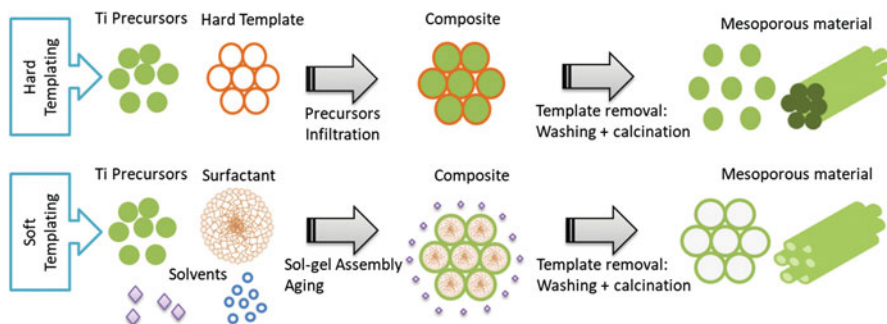 Hard
Templating
Ti Precursors
Hard Template
Precursors
Infiltration
Composite
Template removal:
Washing + calcination
Mesoporous material
Soft
Templating
Ti Precursors
Surfactant
Solvents
Sol-gel Assembly
Aging
Composite
Template removal:
Washing + calcination
Mesoporous material